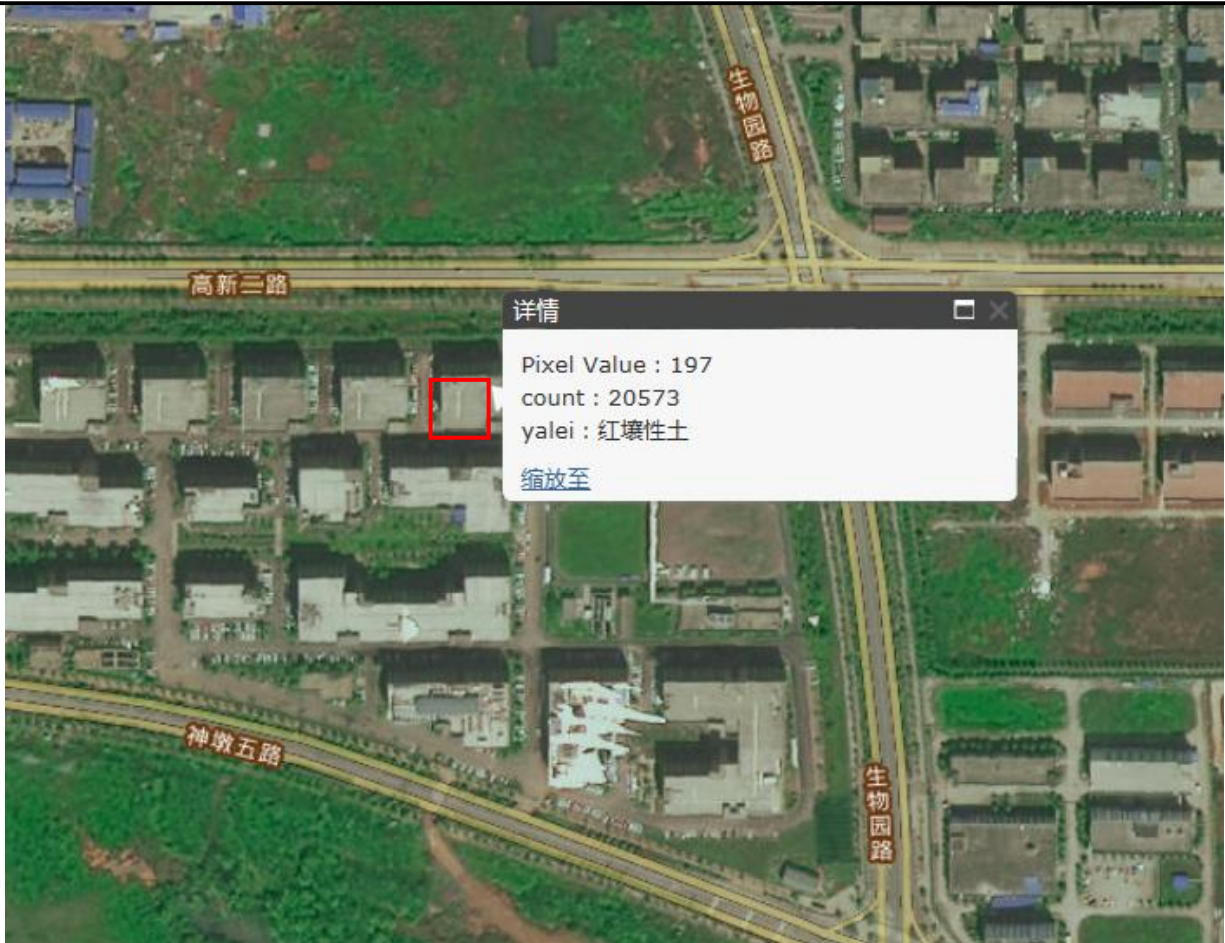 生物园路
高新二路
详情
Pixel Value : 197
count : 20573
yalei : 红壤性土
缩放至
神墩五路
生物园路